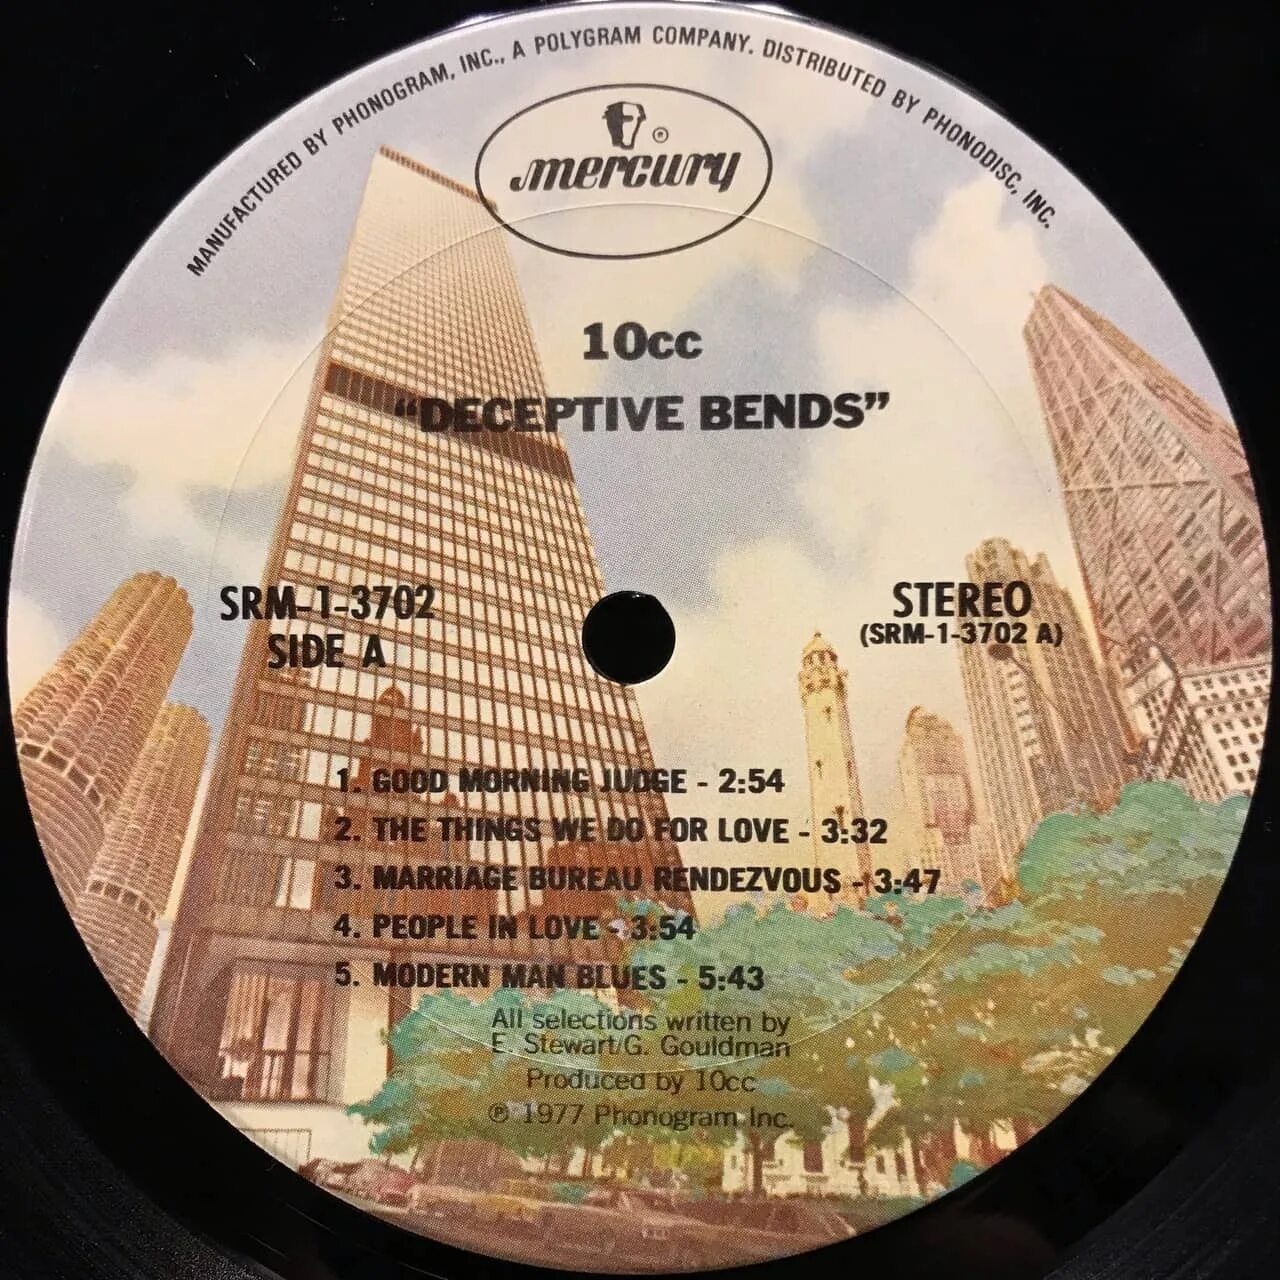 MANUFACTURED BY PHONOGRAM, INC., A POLYGRAM COMPANY. DISTRIBUTED BY PHONODISC, INC.
®
mercury
10cc
“DECEPTIVE BENDS”
SRM-1-3702
SIDE A
STEREO
(SRM-1-3702 A)
1. GOOD MORNING JUDGE - 2:54
2. THE THINGS WE DO FOR LOVE - 3:32
3. MARRIAGE BUREAU RENDEZVOUS - 3:47
4. PEOPLE IN LOVE - 3:54
5. MODERN MAN BLUES - 5:43
All selections written by
E. Stewart/G. Gouldman
Produced by 10cc
℗ 1977 Phonogram Inc.